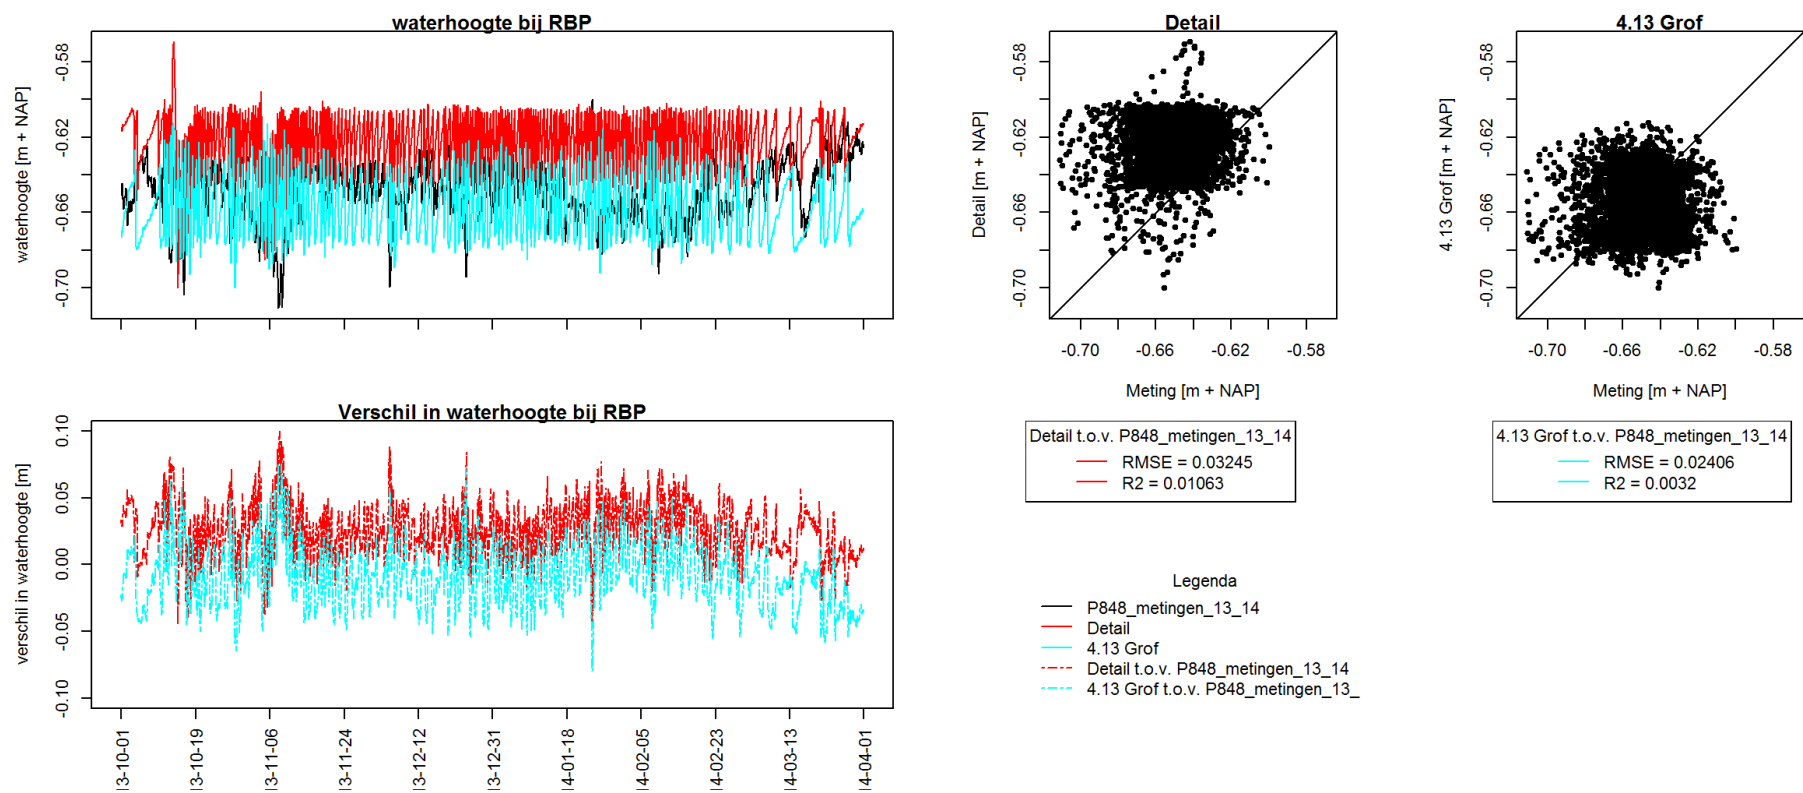 waterhoogte bij RBP
waterhoogte [m + NAP]
-0.58
-0.62
-0.66
-0.70
Detail
Detail [m + NAP]
-0.58
-0.62
-0.66
-0.70
-0.70 -0.66 -0.62 -0.58
Meting [m + NAP]
4.13 Grof
4.13 Grof [m + NAP]
-0.58
-0.62
-0.66
-0.70
-0.70 -0.66 -0.62 -0.58
Meting [m + NAP]
Verschil in waterhoogte bij RBP
verschil in waterhoogte [m]
0.10
0.05
0.00
-0.05
-0.10
13-10-01
13-10-19
13-11-06
13-11-24
13-12-12
13-12-31
14-01-18
14-02-05
14-02-23
14-03-13
14-04-01
Detail t.o.v. P848_metingen_13_14
RMSE = 0.03245
R2 = 0.01063
4.13 Grof t.o.v. P848_metingen_13_14
RMSE = 0.02406
R2 = 0.0032
Legenda
P848_metingen_13_14
Detail
4.13 Grof
Detail t.o.v. P848_metingen_13_14
4.13 Grof t.o.v. P848_metingen_13_